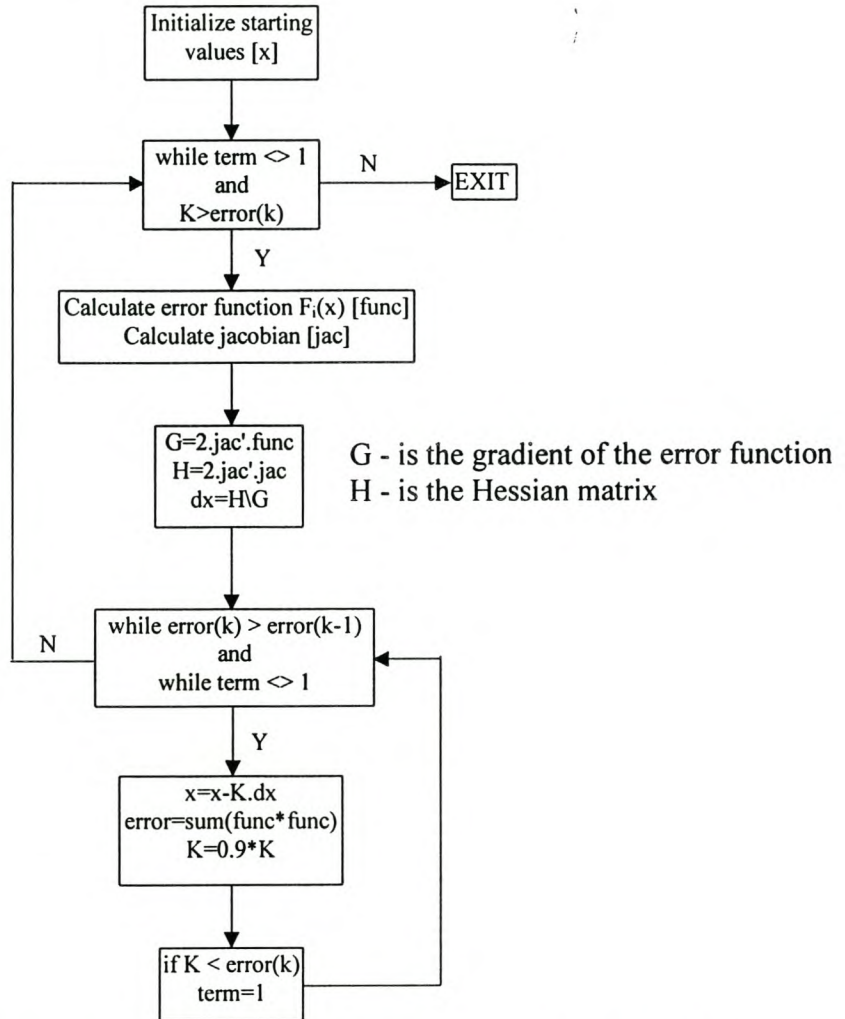 Initialize starting
values [x]
while term <> 1
and
K>error(k)
N
EXIT
Y
Calculate error function Fᵢ(x) [func]
Calculate jacobian [jac]
G=2.jac'.func
H=2.jac'.jac
dx=H\G
G - is the gradient of the error function
H - is the Hessian matrix
while error(k) > error(k-1)
and
while term <> 1
N
Y
x=x-K.dx
error=sum(func*func)
K=0.9*K
if K < error(k)
term=1